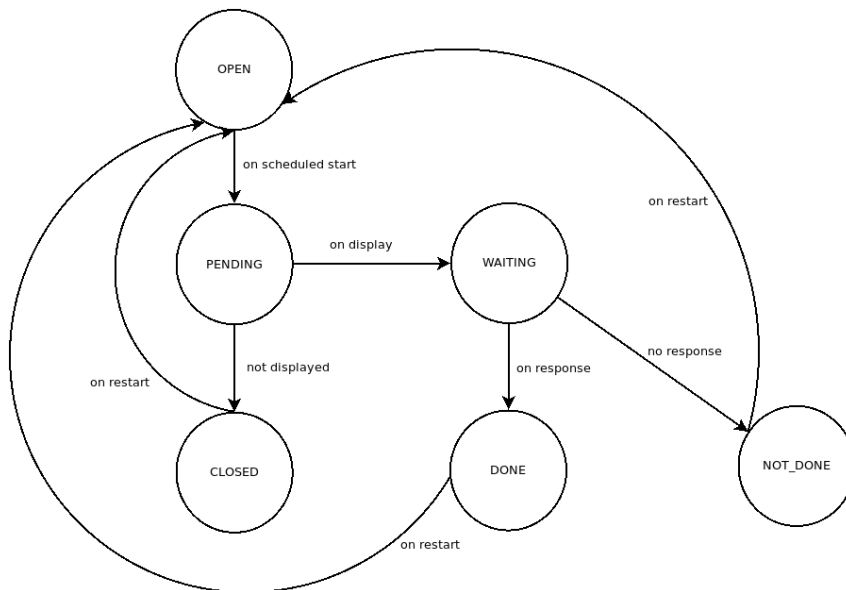 OPEN
on scheduled start
on restart
on display
PENDING
WAITING
not displayed
on response
no response
on restart
CLOSED
DONE
NOT_DONE
on restart